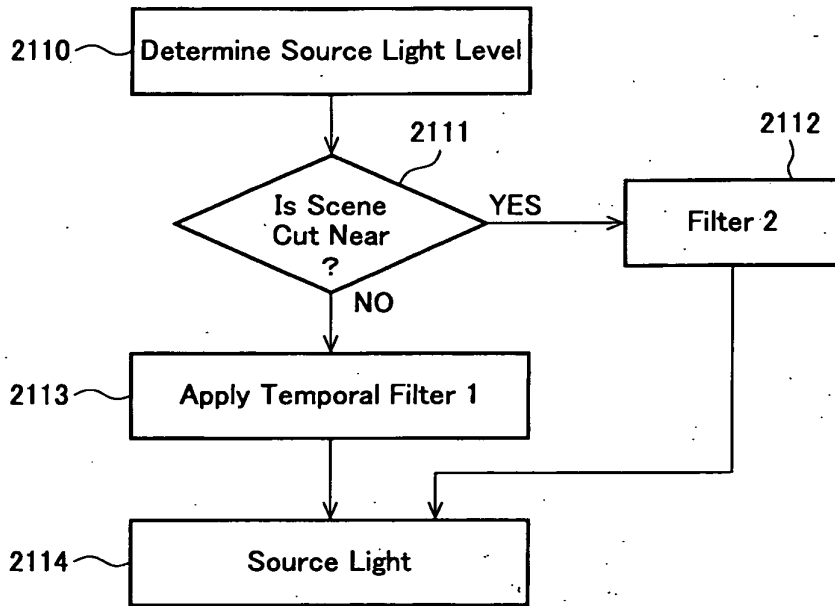 2110
Determine Source Light Level
2111
2112
Is Scene
Cut Near
?
YES
Filter 2
NO
2113
Apply Temporal Filter 1
2114
Source Light